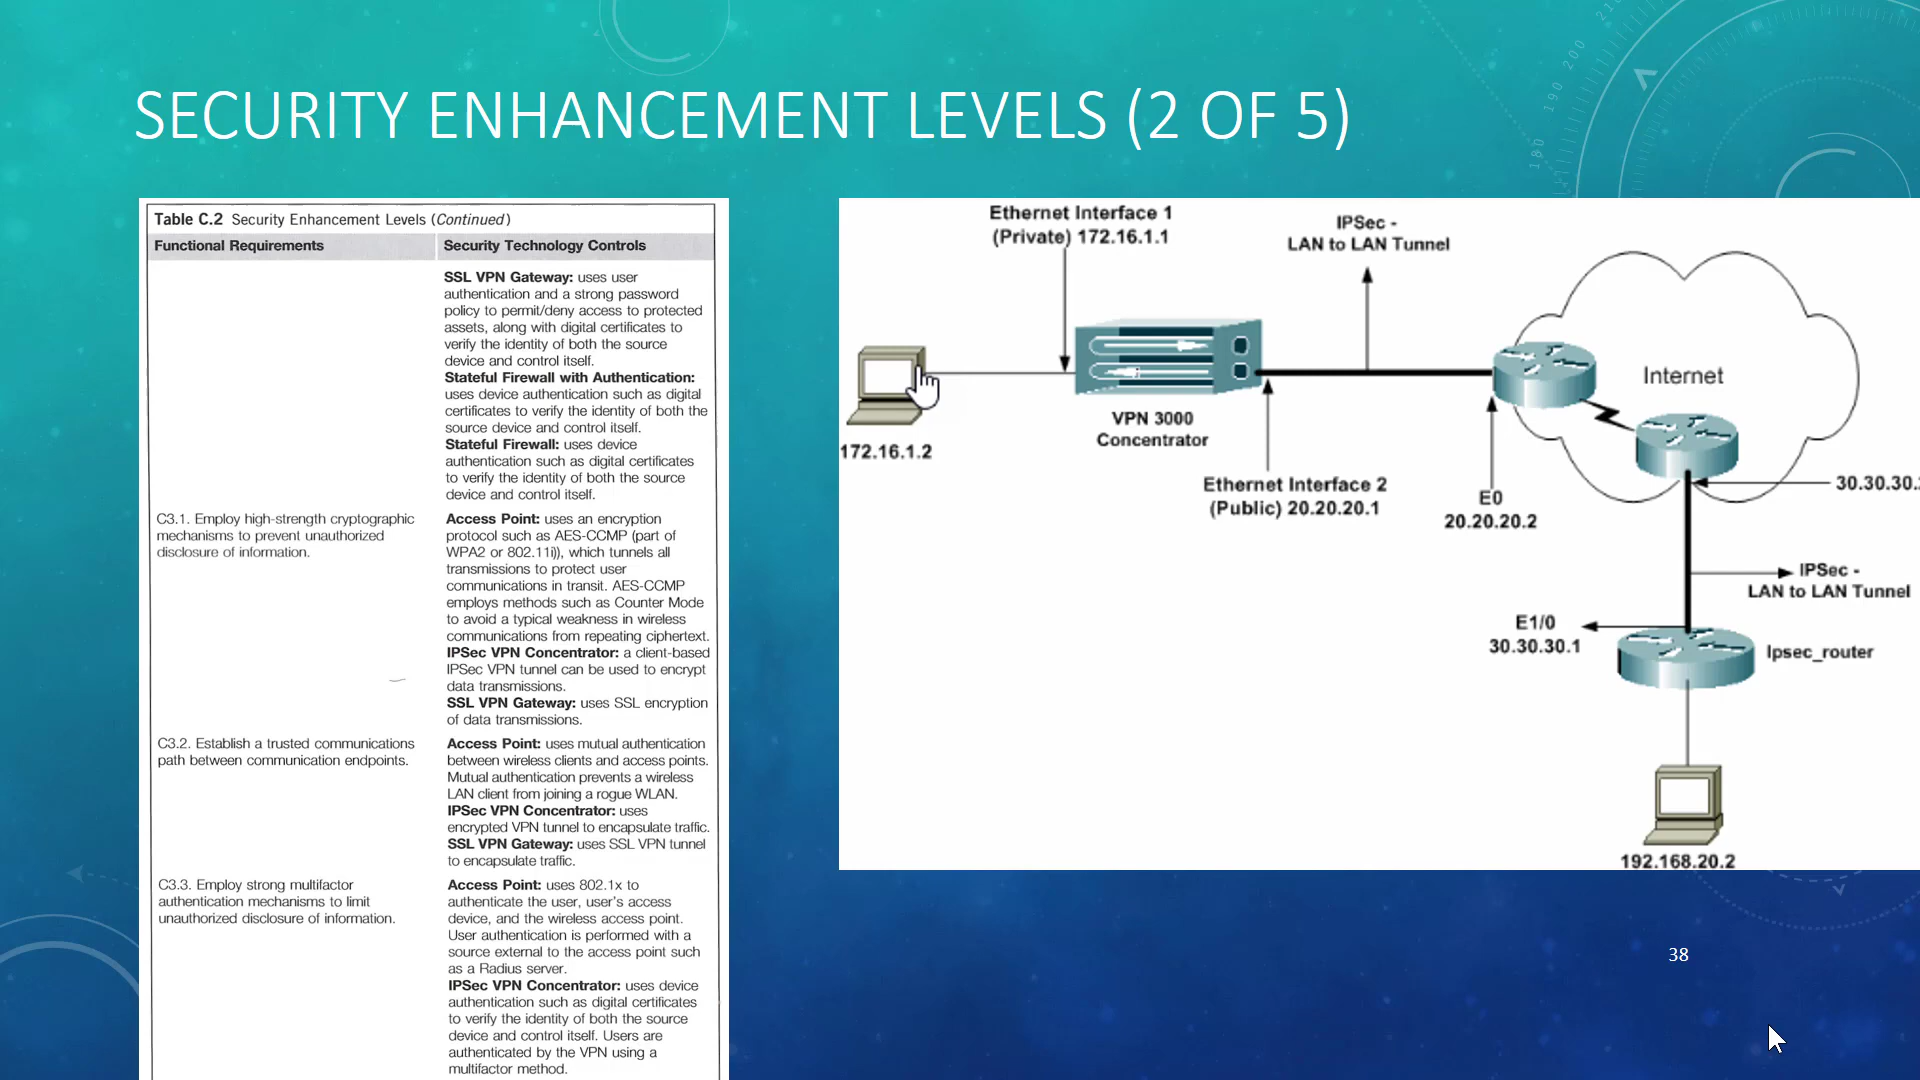 SECURITY ENHANCEMENT LEVELS (2 OF 5)
Table C.2 Security Enhancement Levels (Continued)
Functional Requirements
Security Technology Controls
SSL VPN Gateway: uses user
authentication and a strong password
policy to permit/deny access to protected
assets, along with digital certificates to
verify the identity of both the source
device and control itself.
Stateful Firewall with Authentication:
uses device authentication such as digital
certificates to verify the identity of both the
source device and control itself.
Stateful Firewall: uses device
authentication such as digital certificates
to verify the identity of both the source
device and control itself.
C3.1. Employ high-strength cryptographic
mechanisms to prevent unauthorized
disclosure of information.
Access Point: uses an encryption
protocol such as AES-CCMP (part of
WPA2 or 802.11i)), which tunnels all
transmissions to protect user
communications in transit. AES-CCMP
employs methods such as Counter Mode
to avoid a typical weakness in wireless
communications from repeating ciphertext.
IPSec VPN Concentrator: a client-based
IPSec VPN tunnel can be used to encrypt
data transmissions.
SSL VPN Gateway: uses SSL encryption
of data transmissions.
C3.2. Establish a trusted communications
path between communication endpoints.
Access Point: uses mutual authentication
between wireless clients and access points.
Mutual authentication prevents a wireless
LAN client from joining a rogue WLAN.
IPSec VPN Concentrator: uses
encrypted VPN tunnel to encapsulate traffic.
SSL VPN Gateway: uses SSL VPN tunnel
to encapsulate traffic.
C3.3. Employ strong multifactor
authentication mechanisms to limit
unauthorized disclosure of information.
Access Point: uses 802.1x to
authenticate the user, user's access
device, and the wireless access point.
User authentication is performed with a
source external to the access point such
as a Radius server.
IPSec VPN Concentrator: uses device
authentication such as digital certificates
to verify the identity of both the source
device and control itself. Users are
authenticated by the VPN using a
multifactor method.
Ethernet Interface 1
(Private) 172.16.1.1
IPSec -
LAN to LAN Tunnel
Internet
VPN 3000
Concentrator
172.16.1.2
Ethernet Interface 2
(Public) 20.20.20.1
E0
20.20.20.2
30.30.30.
IPSec -
LAN to LAN Tunnel
E1/0
30.30.30.1
Ipsec_router
192.168.20.2
38
180
190
200